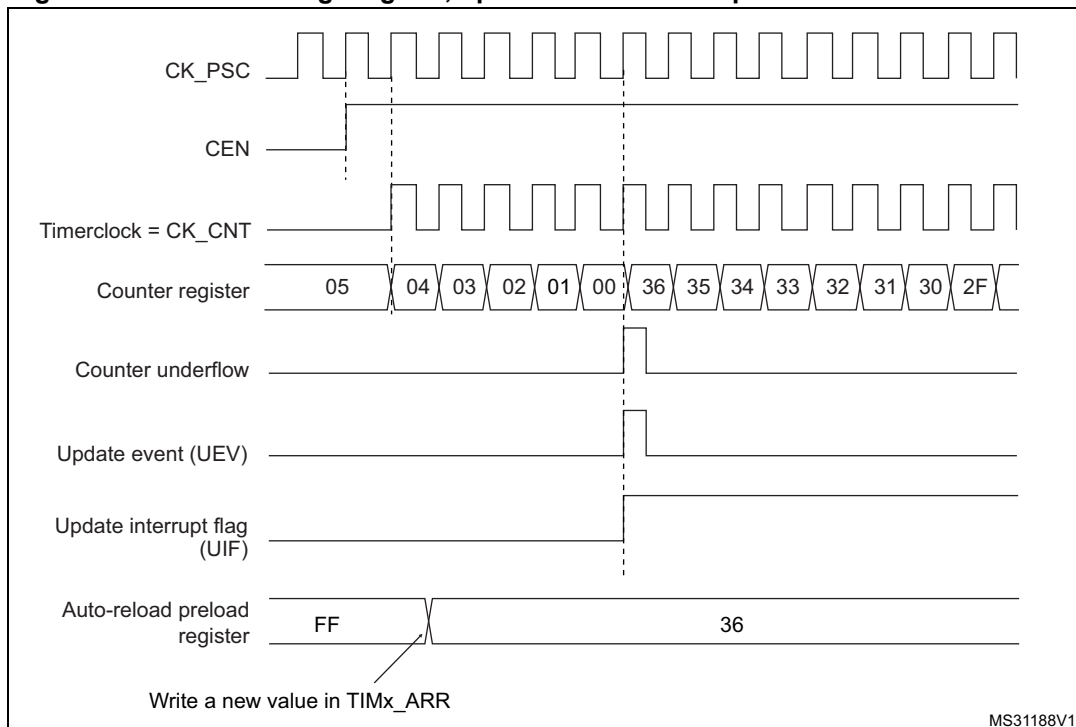 CK_PSC
CEN
Timerclock = CK_CNT
Counter register 05 04 03 02 01 00 36 35 34 33 32 31 30 2F
Counter underflow
Update event (UEV)
Update interrupt flag
(UIF)
Auto-reload preload
register FF 36
Write a new value in TIMx_ARR
MS31188V1